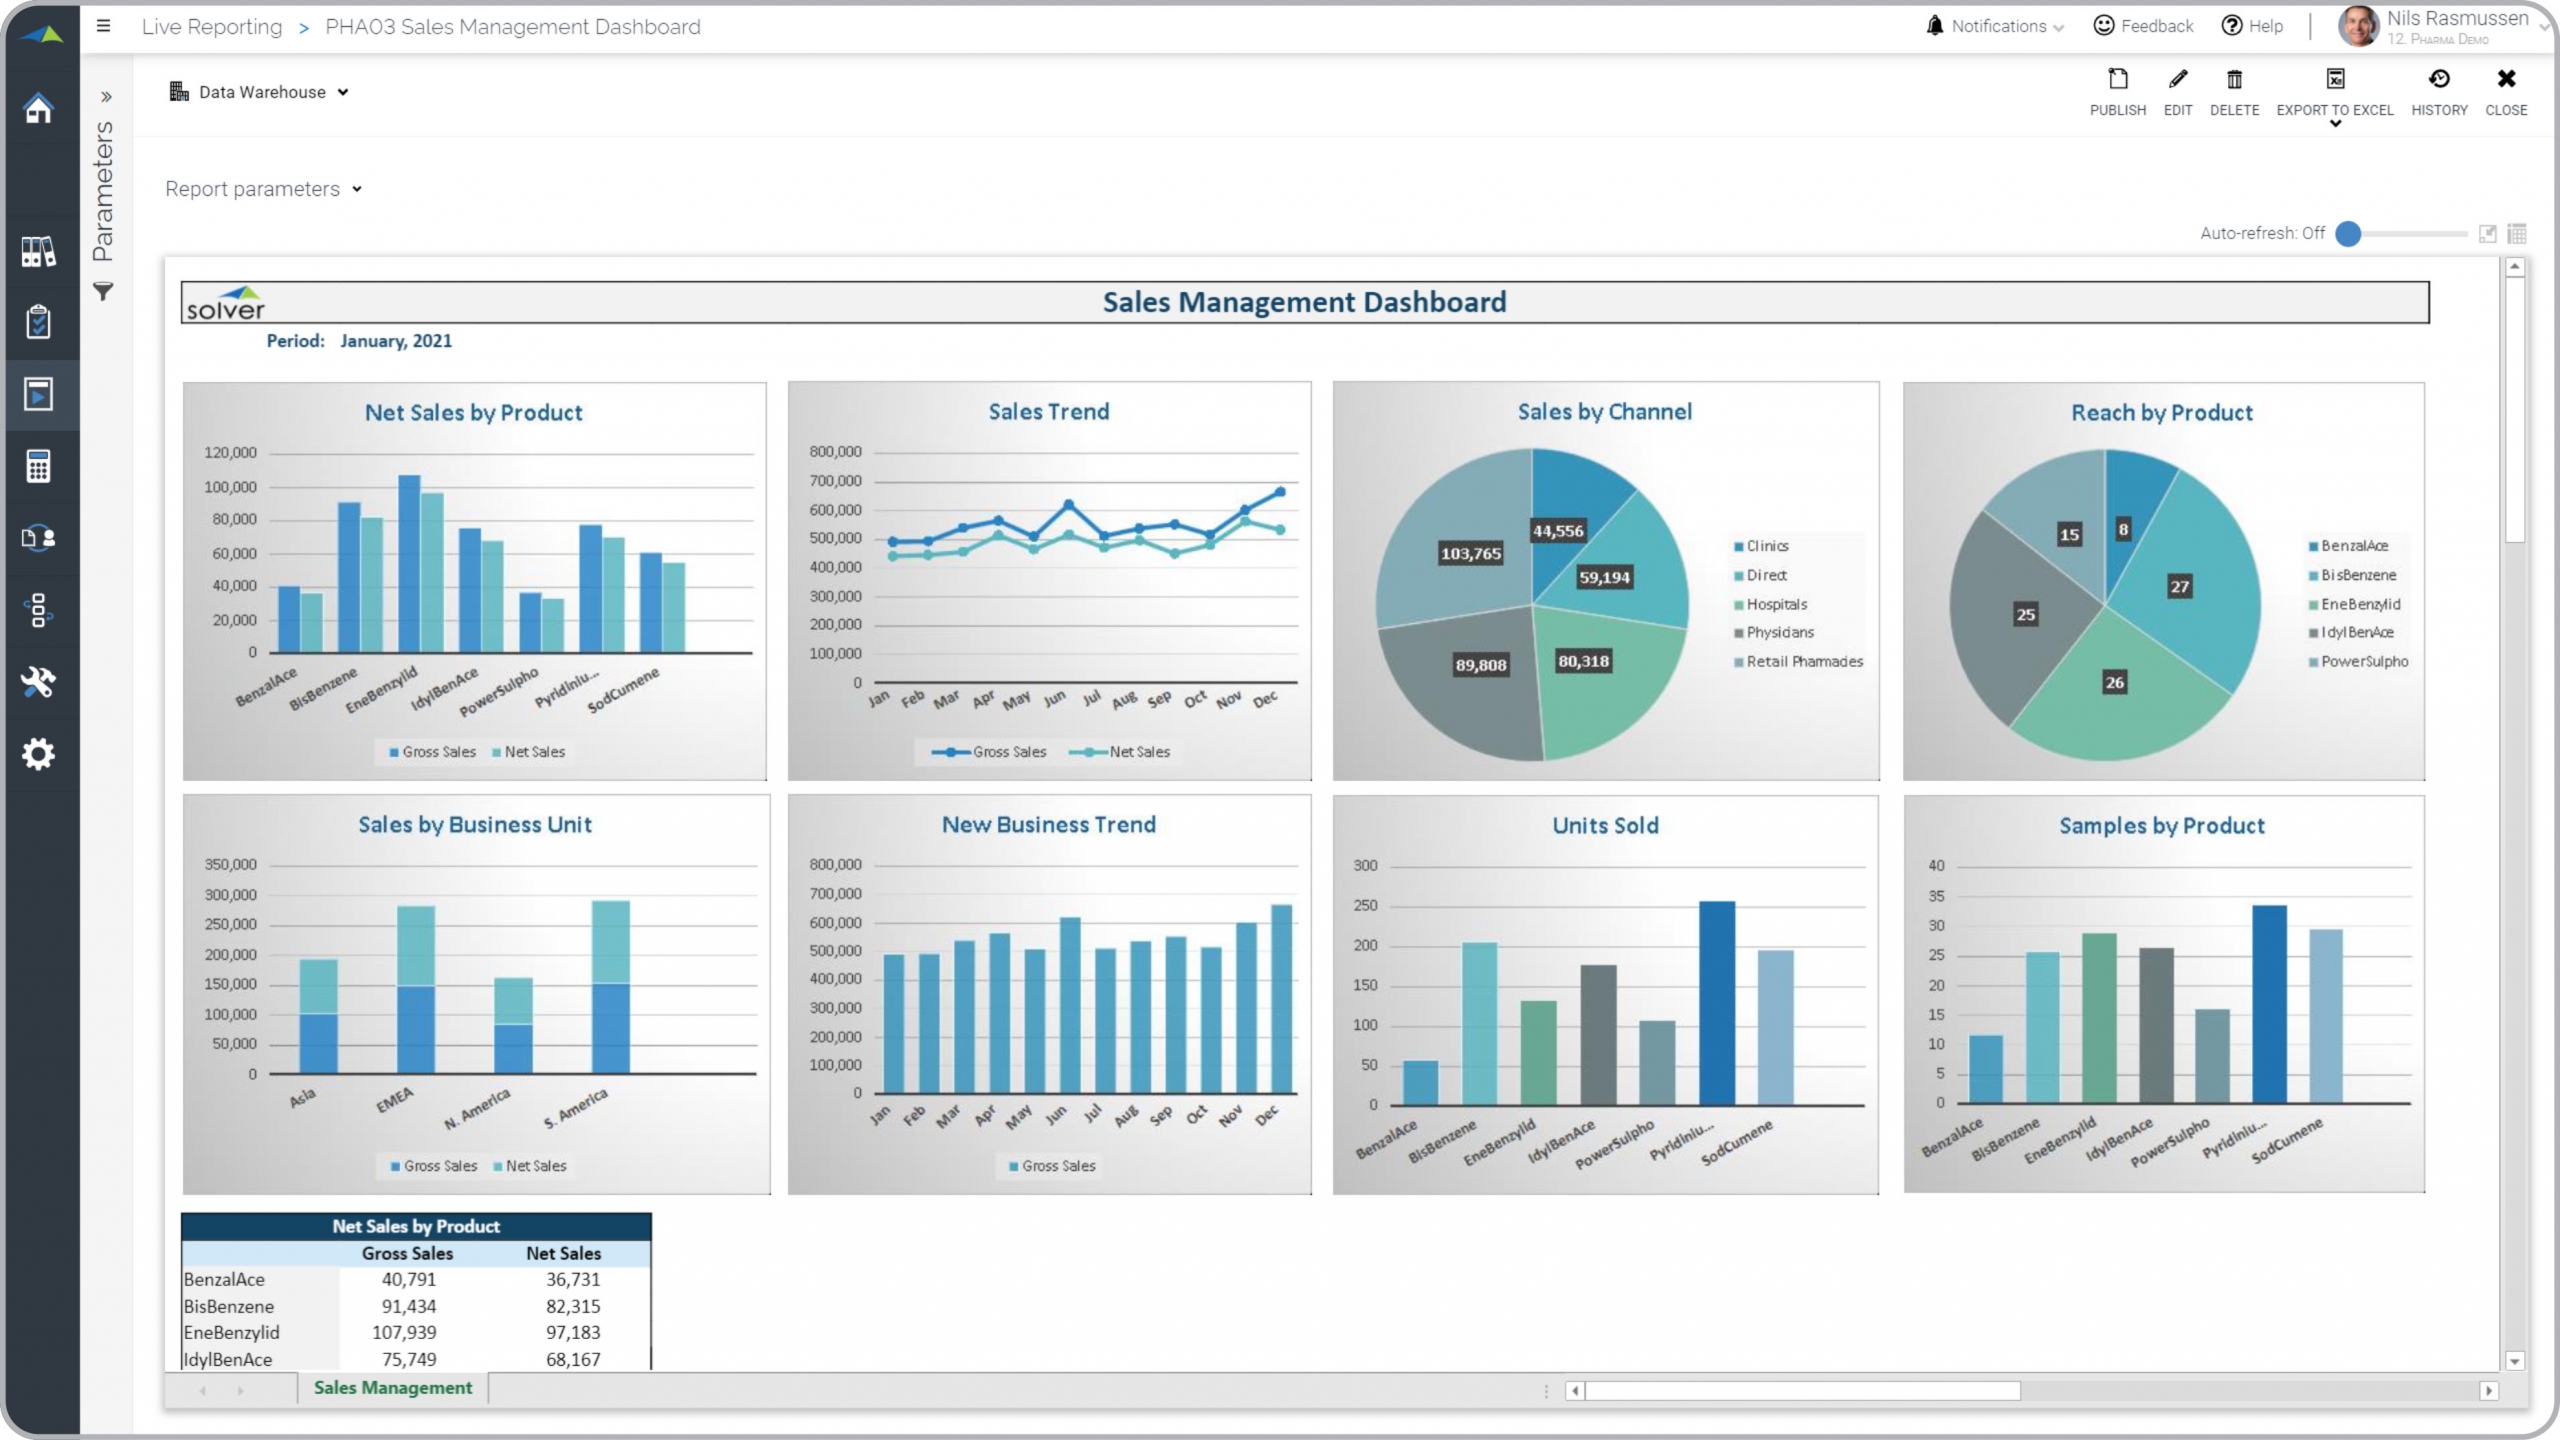 Live Reporting > PHA03 Sales Management Dashboard
Notifications
Feedback
Help
Nils Rasmussen
12. Pharma Demo
Data Warehouse
PUBLISH
EDIT
DELETE
EXPORT TO EXCEL
HISTORY
CLOSE
Parameters
Report parameters
Auto-refresh: Off
solver
Sales Management Dashboard
Period: January, 2021
Net Sales by Product
120,000
100,000
80,000
60,000
40,000
20,000
0
BenzalAce
BisBenzene
EneBenzylid
IdylBenAce
PowerSulpho
Pyridiniu...
SodCumene
Gross Sales
Net Sales
Sales Trend
800,000
700,000
600,000
500,000
400,000
300,000
200,000
100,000
0
Jan
Feb
Mar
Apr
May
Jun
Jul
Aug
Sep
Oct
Nov
Dec
Gross Sales
Net Sales
Sales by Channel
44,556
59,194
80,318
89,808
103,765
Clinics
Direct
Hospitals
Physicians
Retail Pharmacies
Reach by Product
8
27
26
25
15
BenzalAce
BisBenzene
EneBenzylid
IdylBenAce
PowerSulpho
Sales by Business Unit
350,000
300,000
250,000
200,000
150,000
100,000
50,000
0
Asia
EMEA
N. America
S. America
Gross Sales
Net Sales
New Business Trend
800,000
700,000
600,000
500,000
400,000
300,000
200,000
100,000
0
Jan
Feb
Mar
Apr
May
Jun
Jul
Aug
Sep
Oct
Nov
Dec
Gross Sales
Units Sold
300
250
200
150
100
50
0
BenzalAce
BisBenzene
EneBenzylid
IdylBenAce
PowerSulpho
Pyridiniu...
SodCumene
Samples by Product
40
35
30
25
20
15
10
5
0
BenzalAce
BisBenzene
EneBenzylid
IdylBenAce
PowerSulpho
Pyridiniu...
SodCumene
Net Sales by Product
Gross Sales Net Sales
BenzalAce 40,791 36,731
BisBenzene 91,434 82,315
EneBenzylid 107,939 97,183
IdylBenAce 75,749 68,167
Sales Management